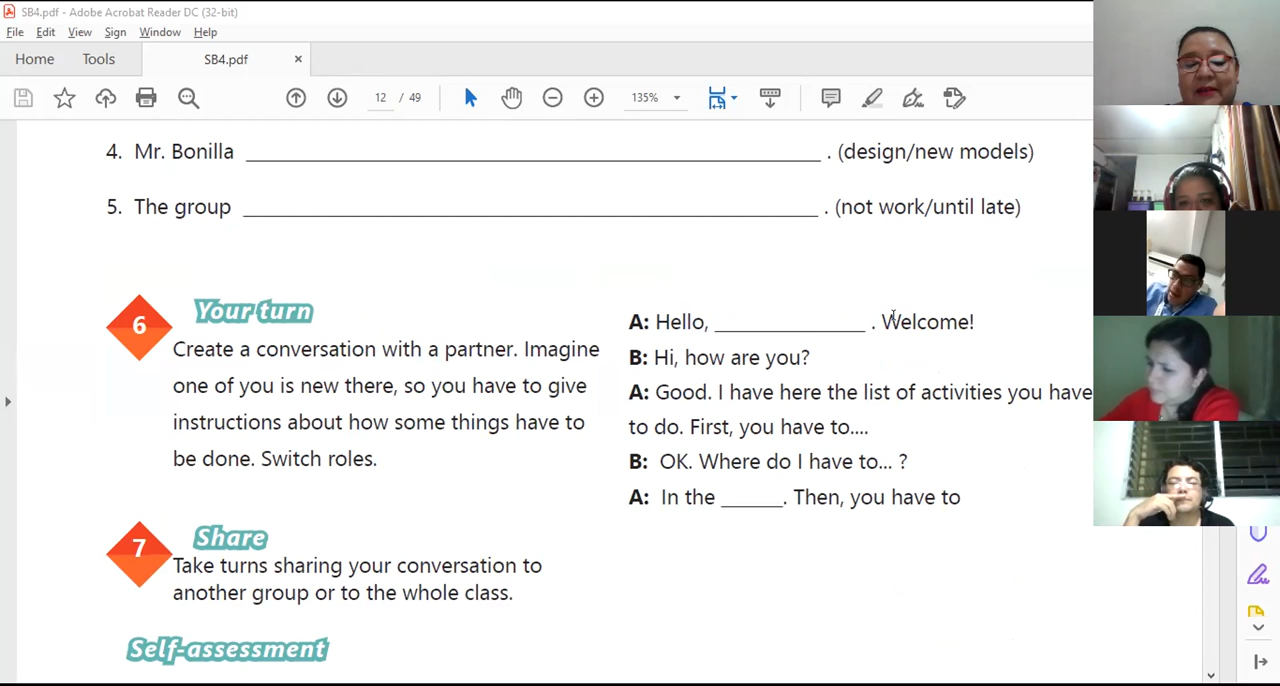 SB4.pdf - Adobe Acrobat Reader DC (32-bit)
File Edit View Sign Window Help
Home Tools SB4.pdf ×
12 / 49 135%
4. Mr. Bonilla ______________________________ . (design/new models)
5. The group ______________________________ . (not work/until late)
6 Your turn
Create a conversation with a partner. Imagine
one of you is new there, so you have to give
instructions about how some things have to
be done. Switch roles.
A: Hello, _____________ . Welcome!
B: Hi, how are you?
A: Good. I have here the list of activities you have
to do. First, you have to....
B: OK. Where do I have to... ?
A: In the ______. Then, you have to
7 Share
Take turns sharing your conversation to
another group or to the whole class.
Self-assessment